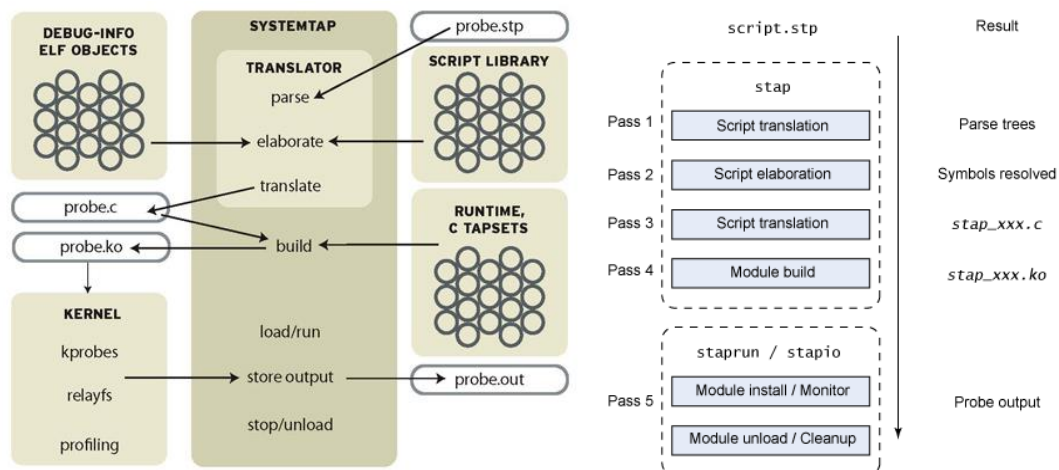 DEBUG-INFO
ELF OBJECTS
SYSTEMTAP
TRANSLATOR
parse
elaborate
translate
build
load/run
store output
stop/unload
probe.stp
SCRIPT LIBRARY
probe.c
probe.ko
RUNTIME,
C TAPSETS
KERNEL
kprobes
relayfs
profiling
probe.out
script.stp
Result
stap
Pass 1
Script translation
Parse trees
Pass 2
Script elaboration
Symbols resolved
Pass 3
Script translation
stap_xxx.c
Pass 4
Module build
stap_xxx.ko
staprun / stapio
Pass 5
Module install / Monitor
Probe output
Module unload / Cleanup